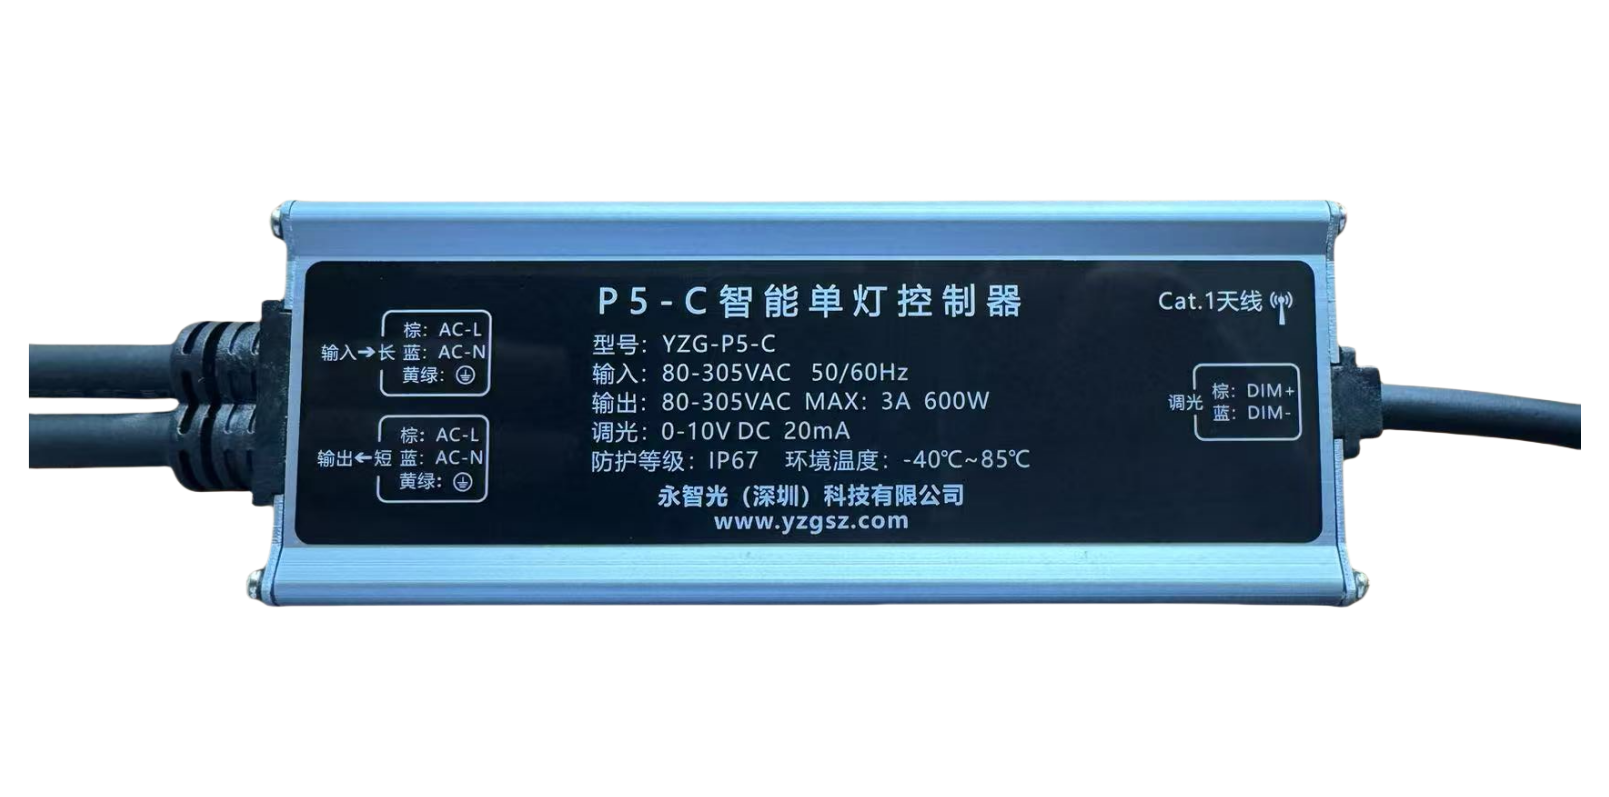 P5-C智能单灯控制器
Cat.1天线
型号：YZG-P5-C
输入：80-305VAC 50/60Hz
输出：80-305VAC MAX：3A 600W
调光：0-10V DC 20mA
防护等级：IP67 环境温度：-40℃~85℃
永智光（深圳）科技有限公司
www.yzgsz.com
棕：AC-L
输入→长 蓝：AC-N
黄绿：
棕：AC-L
输出←短 蓝：AC-N
黄绿：
调光
棕：DIM+
蓝：DIM-